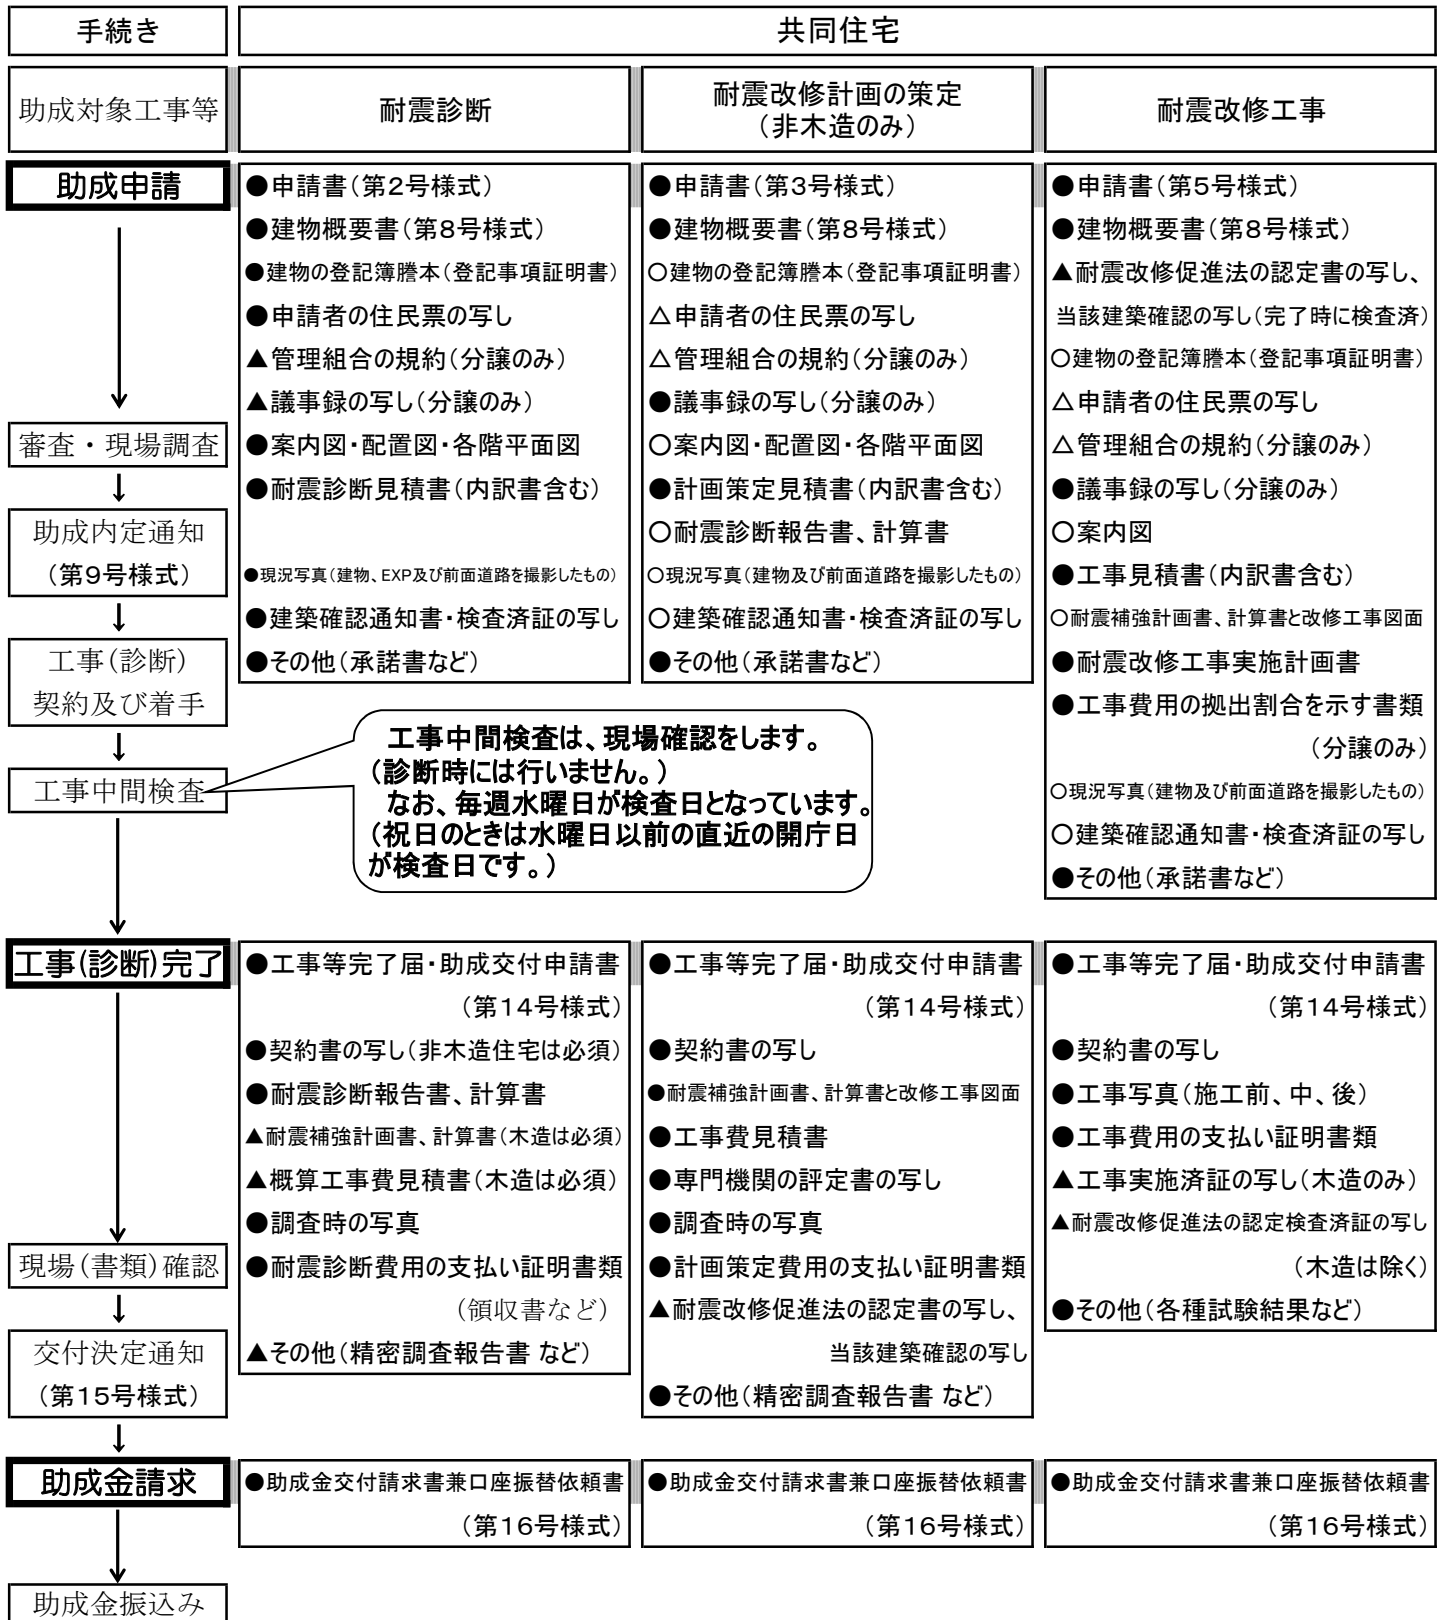 手続き
共同住宅
助成対象工事等
耐震診断
耐震改修計画の策定
(非木造のみ)
耐震改修工事
助成申請
審査・現場調査
助成内定通知
(第9号様式)
工事(診断)
契約及び着手
工事中間検査
●申請書(第2号様式)
●建物概要書(第8号様式)
●建物の登記簿謄本(登記事項証明書)
●申請者の住民票の写し
▲管理組合の規約(分譲のみ)
▲議事録の写し(分譲のみ)
●案内図・配置図・各階平面図
●耐震診断見積書(内訳書含む)
●現況写真(建物、EXP及び前面道路を撮影したもの)
●建築確認通知書・検査済証の写し
●その他(承諾書など)
●申請書(第3号様式)
●建物概要書(第8号様式)
○建物の登記簿謄本(登記事項証明書)
△申請者の住民票の写し
△管理組合の規約(分譲のみ)
●議事録の写し(分譲のみ)
○案内図・配置図・各階平面図
●計画策定見積書(内訳書含む)
○耐震診断報告書、計算書
○現況写真(建物及び前面道路を撮影したもの)
○建築確認通知書・検査済証の写し
●その他(承諾書など)
●申請書(第5号様式)
●建物概要書(第8号様式)
▲耐震改修促進法の認定書の写し、
当該建築確認の写し(完了時に検査済)
○建物の登記簿謄本(登記事項証明書)
△申請者の住民票の写し
△管理組合の規約(分譲のみ)
●議事録の写し(分譲のみ)
○案内図
●工事見積書(内訳書含む)
○耐震補強計画書、計算書と改修工事図面
●耐震改修工事実施計画書
●工事費用の拠出割合を示す書類
(分譲のみ)
○現況写真(建物及び前面道路を撮影したもの)
○建築確認通知書・検査済証の写し
●その他(承諾書など)
工事中間検査は、現場確認をします。
(診断時には行いません。)
なお、毎週水曜日が検査日となっています。
(祝日のときは水曜日以前の直近の開庁日
が検査日です。)
工事(診断)完了
現場(書類)確認
交付決定通知
(第15号様式)
●工事等完了届・助成交付申請書
(第14号様式)
●契約書の写し(非木造住宅は必須)
●耐震診断報告書、計算書
▲耐震補強計画書、計算書(木造は必須)
▲概算工事費見積書(木造は必須)
●調査時の写真
●耐震診断費用の支払い証明書類
(領収書など)
▲その他(精密調査報告書 など)
●工事等完了届・助成交付申請書
(第14号様式)
●契約書の写し
●耐震補強計画書、計算書と改修工事図面
●工事費見積書
●専門機関の評定書の写し
●調査時の写真
●計画策定費用の支払い証明書類
▲耐震改修促進法の認定書の写し、
当該建築確認の写し
●その他(精密調査報告書 など)
●工事等完了届・助成交付申請書
(第14号様式)
●契約書の写し
●工事写真(施工前、中、後)
●工事費用の支払い証明書類
▲工事実施済証の写し(木造のみ)
▲耐震改修促進法の認定検査済証の写し
(木造は除く)
●その他(各種試験結果など)
助成金請求
●助成金交付請求書兼口座振替依頼書
(第16号様式)
●助成金交付請求書兼口座振替依頼書
(第16号様式)
●助成金交付請求書兼口座振替依頼書
(第16号様式)
助成金振込み